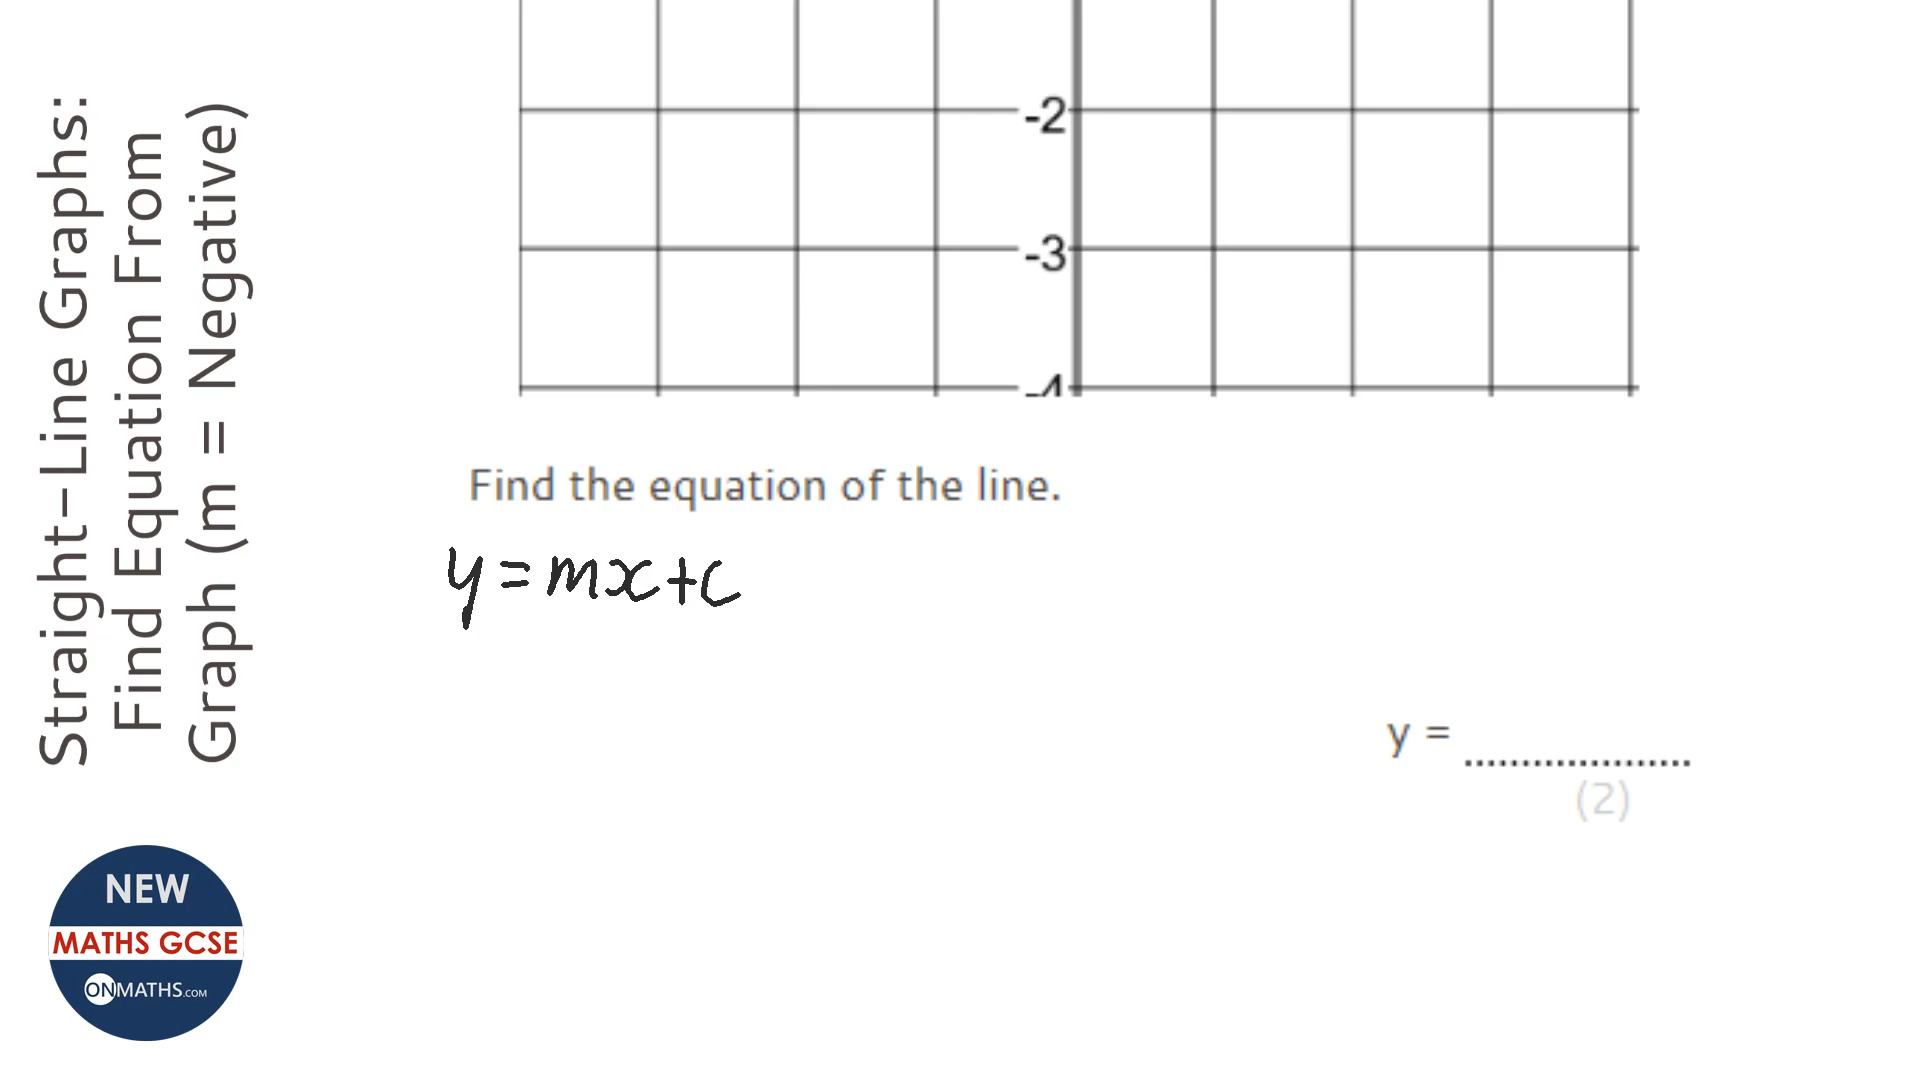 Straight-Line Graphs:
Find Equation From
Graph (m = Negative)
-2
-3
-4
Find the equation of the line.
y = mx + c
y = ....................
(2)
NEW
MATHS GCSE
ONMATHS.COM